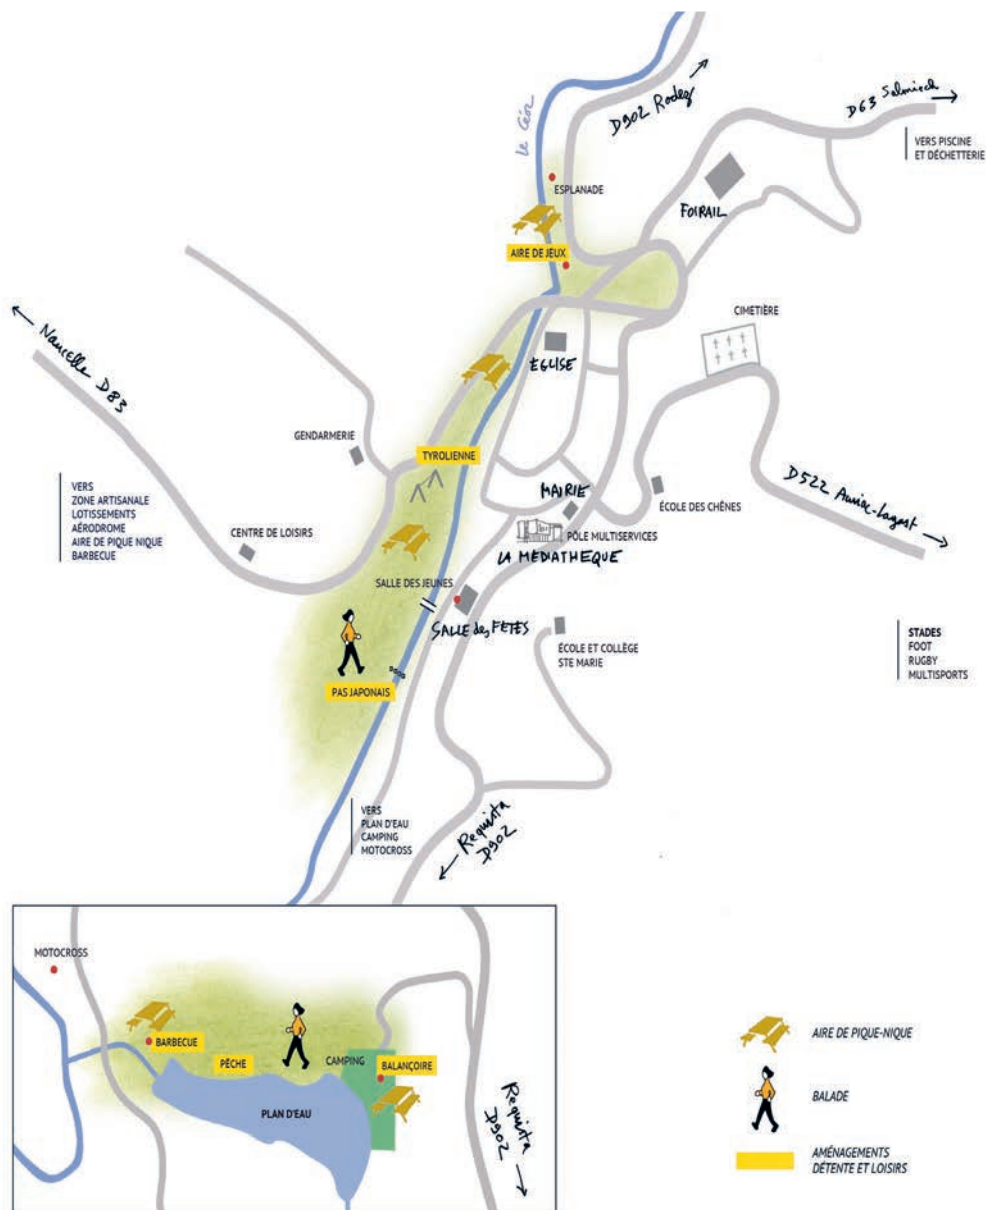 le Céor
D902 Rodez
D63 Salmiech
VERS PISCINE
ET DÉCHETTERIE
ESPLANADE
FOIRAIL
AIRE DE JEUX
CIMETIÈRE
Naucelle D83
ÉGLISE
GENDARMERIE
TYROLIENNE
VERS
ZONE ARTISANALE
LOTISSEMENTS
AÉRODROME
AIRE DE PIQUE NIQUE
BARBECUE
CENTRE DE LOISIRS
MAIRIE
ÉCOLE DES CHÊNES
D522 Auriac-Lagast
PÔLE MULTISERVICES
LA MEDIATHEQUE
SALLE DES JEUNES
SALLE des FETES
ÉCOLE ET COLLÈGE
STE MARIE
STADES
FOOT
RUGBY
MULTISPORTS
PAS JAPONAIS
VERS
PLAN D'EAU
CAMPING
MOTOCROSS
Requista
D902
MOTOCROSS
BARBECUE
PÊCHE
CAMPING
BALANÇOIRE
PLAN D'EAU
Requista
D902
AIRE DE PIQUE-NIQUE
BALADE
AMÉNAGEMENTS
DÉTENTE ET LOISIRS